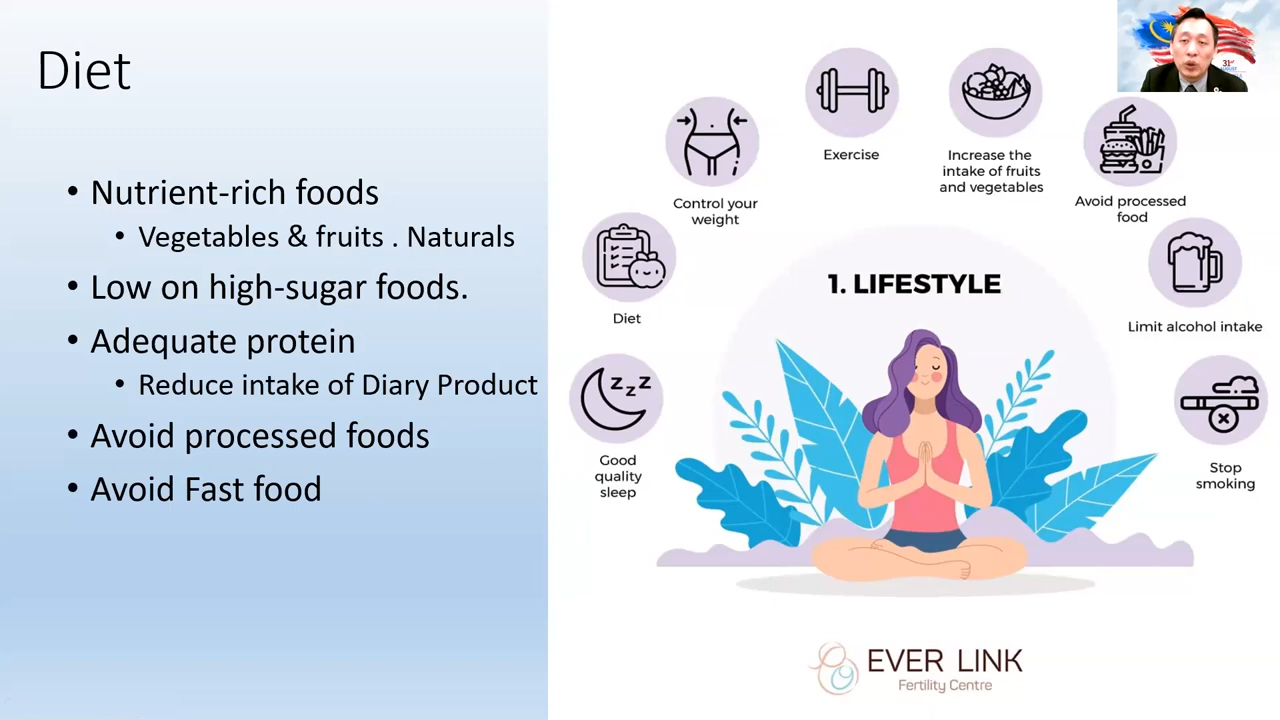 Diet
• Nutrient-rich foods
• Vegetables & fruits . Naturals
• Low on high-sugar foods.
• Adequate protein
• Reduce intake of Diary Product
• Avoid processed foods
• Avoid Fast food
Exercise
Increase the
intake of fruits
and vegetables
Control your
weight
Avoid processed
food
Diet
1. LIFESTYLE
Limit alcohol intake
zzz
Good
quality
sleep
Stop
smoking
EVER LINK
Fertility Centre
31